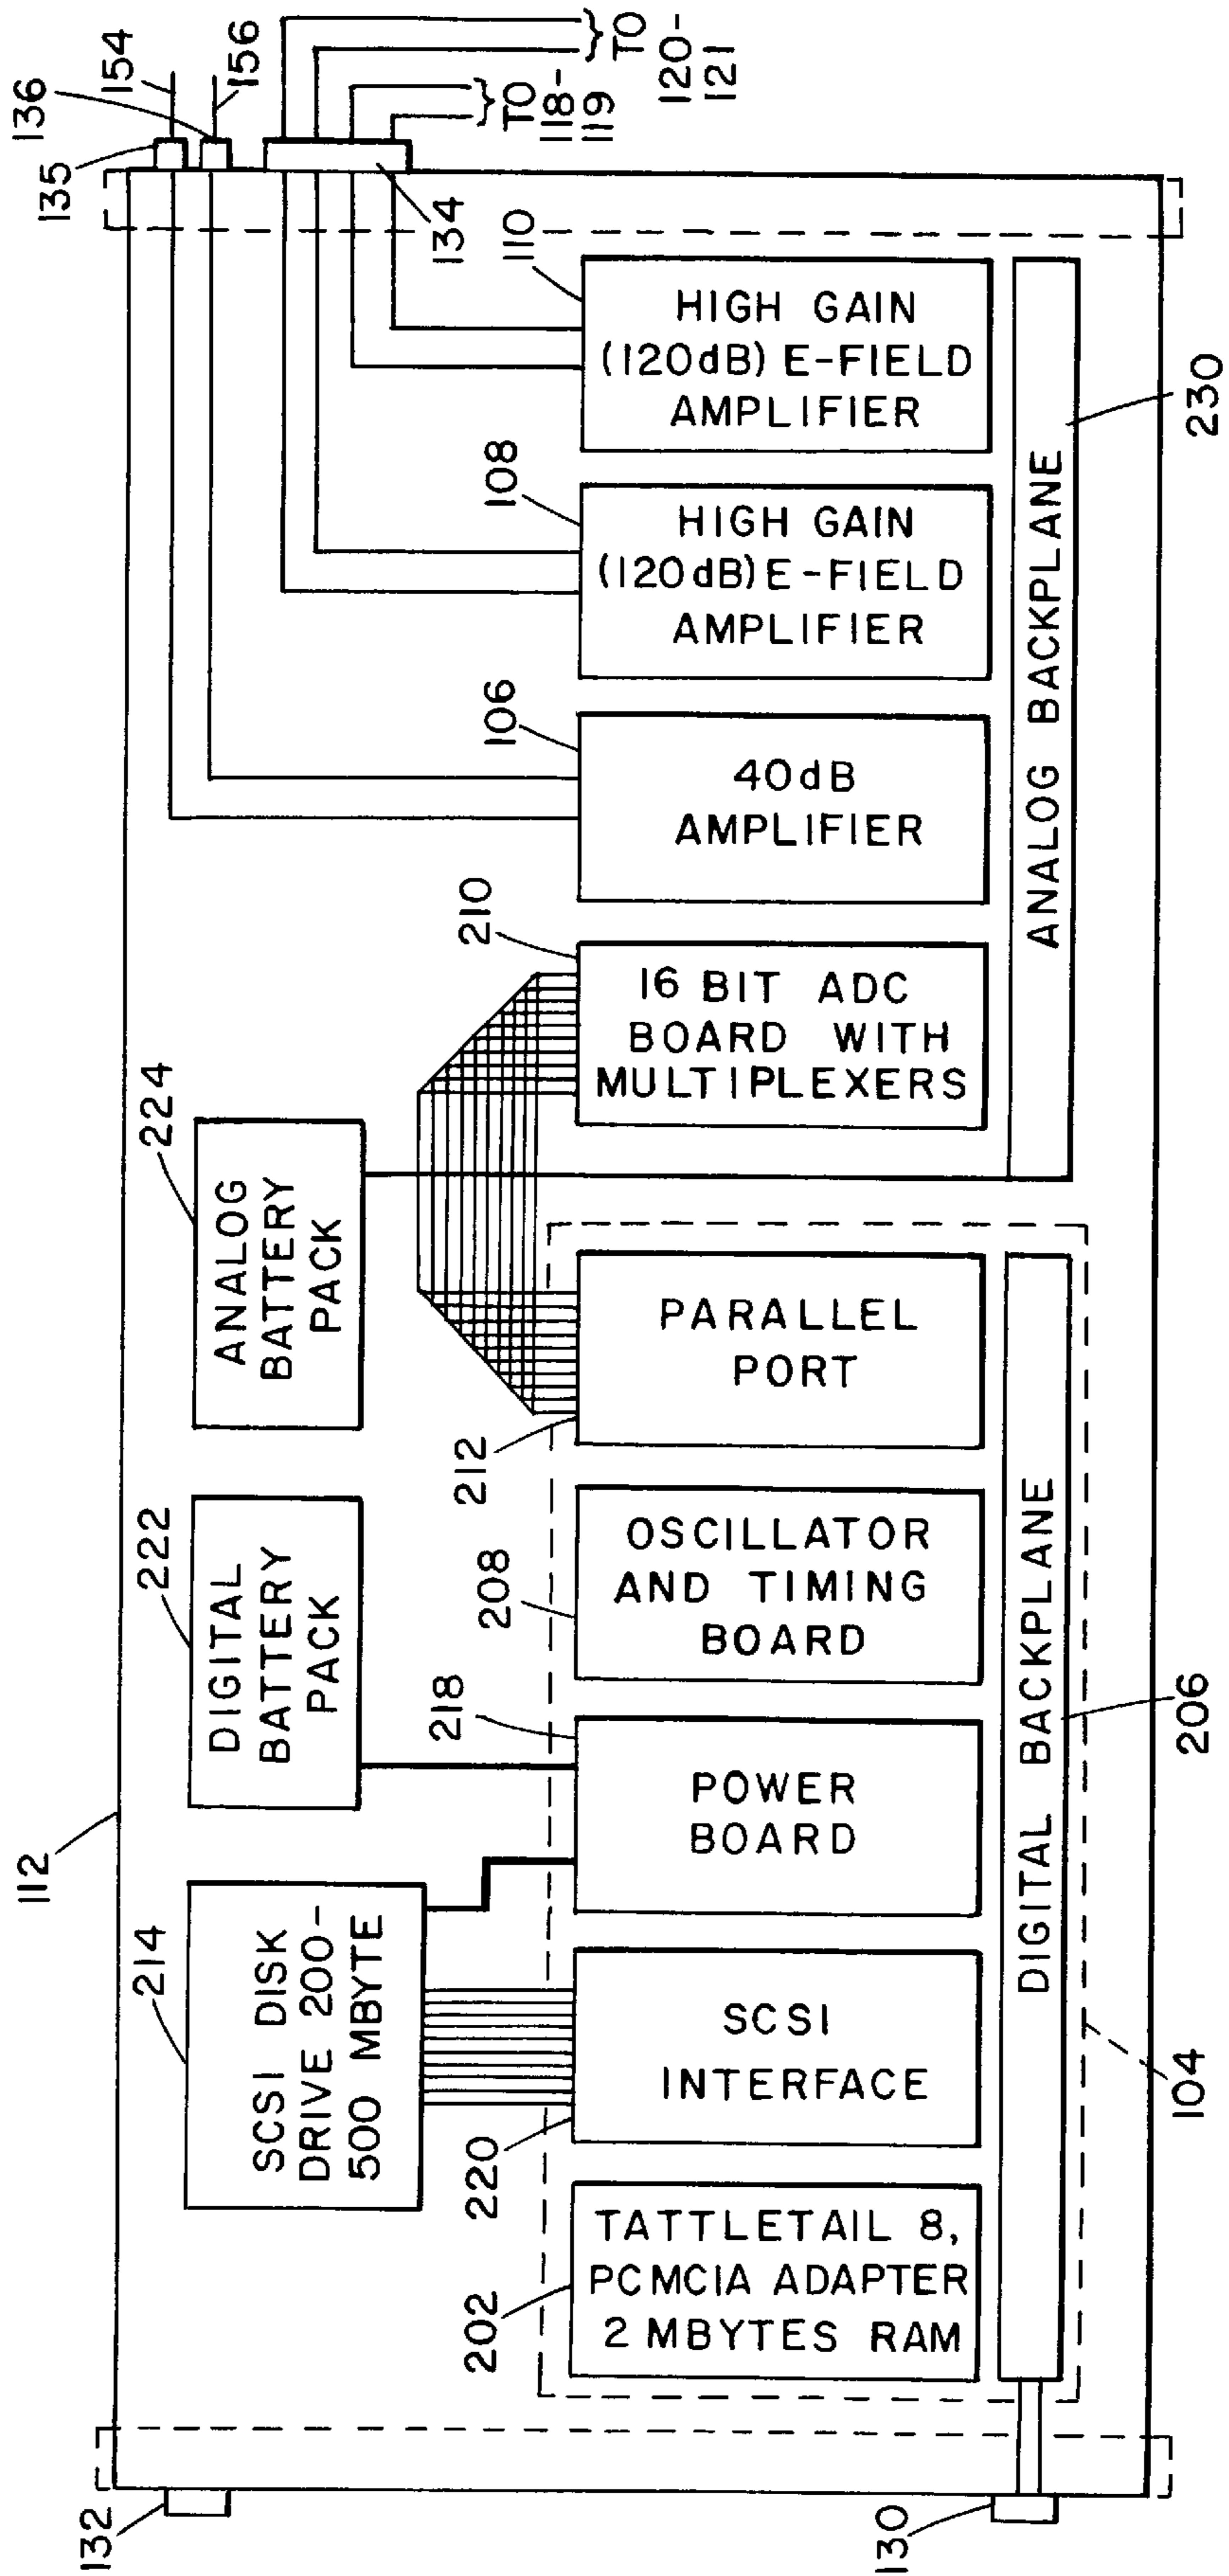 112
132
130
214
SCSI DISK
DRIVE 200-
500 MBYTE
222
DIGITAL
BATTERY
PACK
224
ANALOG
BATTERY
PACK
135
136
154
156
134
TO
118-
119
TO
120-
121
202
TATTLETAIL 8,
PCMCIA ADAPTER
2 MBYTES RAM
220
SCSI
INTERFACE
218
POWER
BOARD
208
OSCILLATOR
AND TIMING
BOARD
212
PARALLEL
PORT
210
16 BIT ADC
BOARD WITH
MULTIPLEXERS
106
40dB
AMPLIFIER
108
HIGH GAIN
(120dB) E-FIELD
AMPLIFIER
110
HIGH GAIN
(120dB) E-FIELD
AMPLIFIER
DIGITAL BACKPLANE
206
104
ANALOG BACKPLANE
230